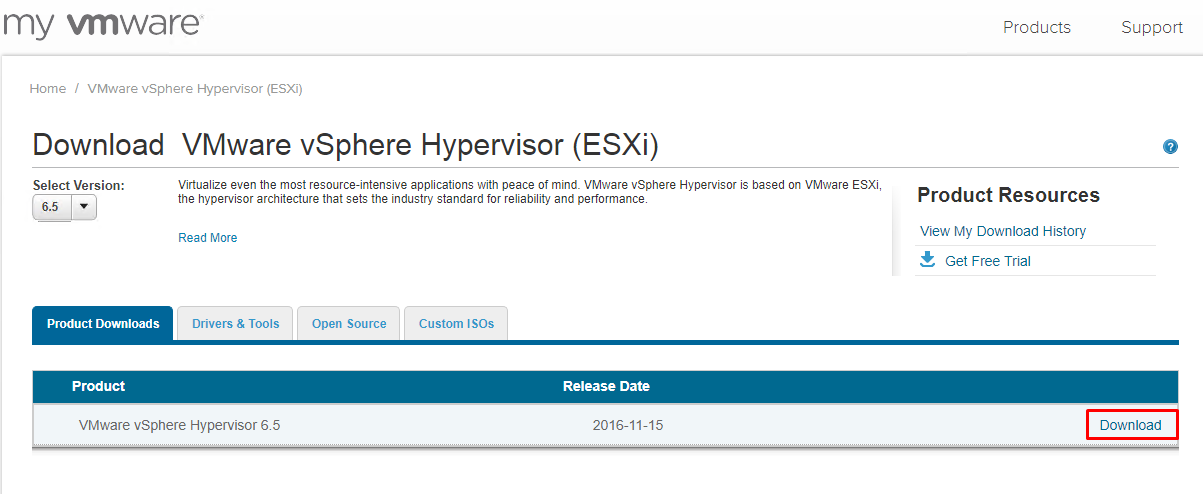 my vmware
Products
Support
Home / VMware vSphere Hypervisor (ESXi)
Download VMware vSphere Hypervisor (ESXi)
?
Select Version:
6.5
Virtualize even the most resource-intensive applications with peace of mind. VMware vSphere Hypervisor is based on VMware ESXi,
the hypervisor architecture that sets the industry standard for reliability and performance.
Read More
Product Resources
View My Download History
Get Free Trial
Product Downloads
Drivers & Tools
Open Source
Custom ISOs
Product
Release Date
VMware vSphere Hypervisor 6.5
2016-11-15
Download